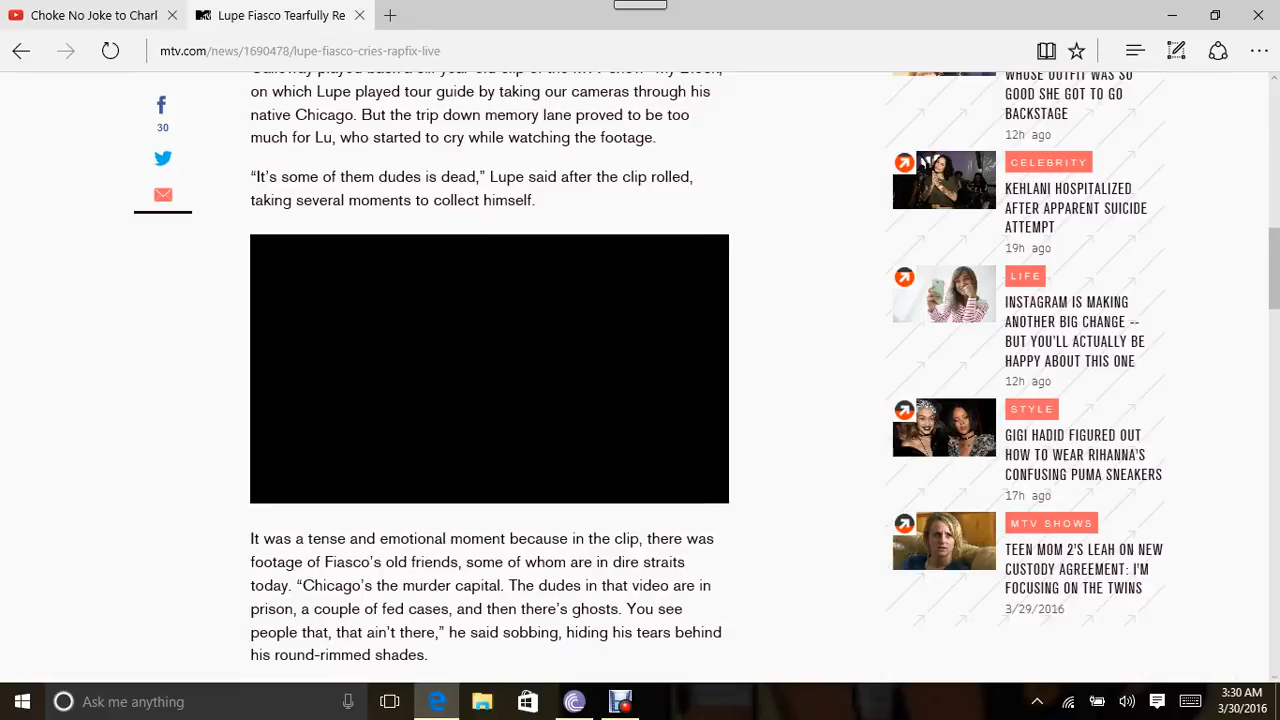 Choke No Joke to Charl
Lupe Fiasco Tearfully Re
mtv.com/news/1690478/lupe-fiasco-cries-rapfix-live
30
on which Lupe played tour guide by taking our cameras through his
native Chicago. But the trip down memory lane proved to be too
much for Lu, who started to cry while watching the footage.
“It’s some of them dudes is dead,” Lupe said after the clip rolled,
taking several moments to collect himself.
It was a tense and emotional moment because in the clip, there was
footage of Fiasco’s old friends, some of whom are in dire straits
today. “Chicago’s the murder capital. The dudes in that video are in
prison, a couple of fed cases, and then there’s ghosts. You see
people that, that ain’t there,” he said sobbing, hiding his tears behind
his round-rimmed shades.
WHOSE OUTFIT WAS SO
GOOD SHE GOT TO GO
BACKSTAGE
12h ago
CELEBRITY
KEHLANI HOSPITALIZED
AFTER APPARENT SUICIDE
ATTEMPT
19h ago
LIFE
INSTAGRAM IS MAKING
ANOTHER BIG CHANGE --
BUT YOU'LL ACTUALLY BE
HAPPY ABOUT THIS ONE
12h ago
STYLE
GIGI HADID FIGURED OUT
HOW TO WEAR RIHANNA'S
CONFUSING PUMA SNEAKERS
17h ago
MTV SHOWS
TEEN MOM 2'S LEAH ON NEW
CUSTODY AGREEMENT: I'M
FOCUSING ON THE TWINS
3/29/2016
Ask me anything
3:30 AM
3/30/2016